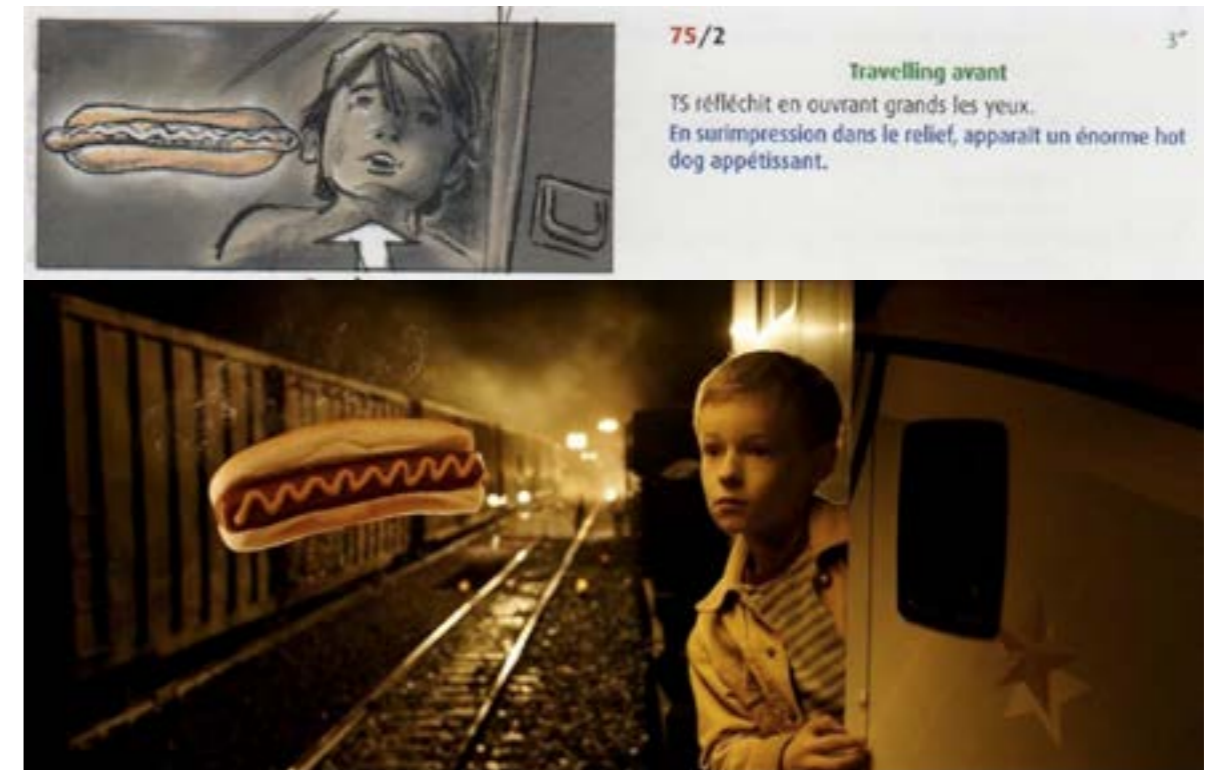 75/2 3"
Travelling avant
TS réfléchit en ouvrant grands les yeux.
En surimpression dans le relief, apparaît un énorme hot
dog appétissant.